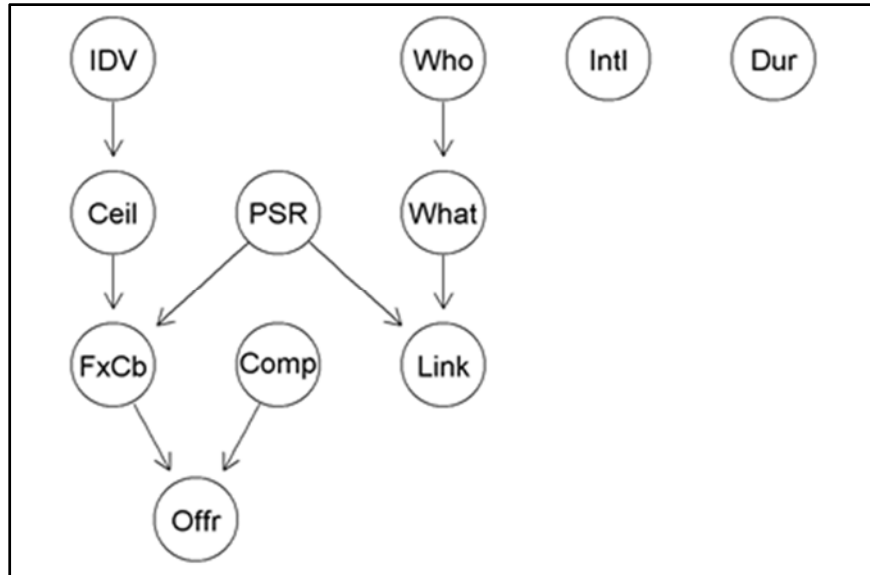 IDV
Who
Intl
Dur
Ceil
PSR
What
FxCb
Comp
Link
Offr